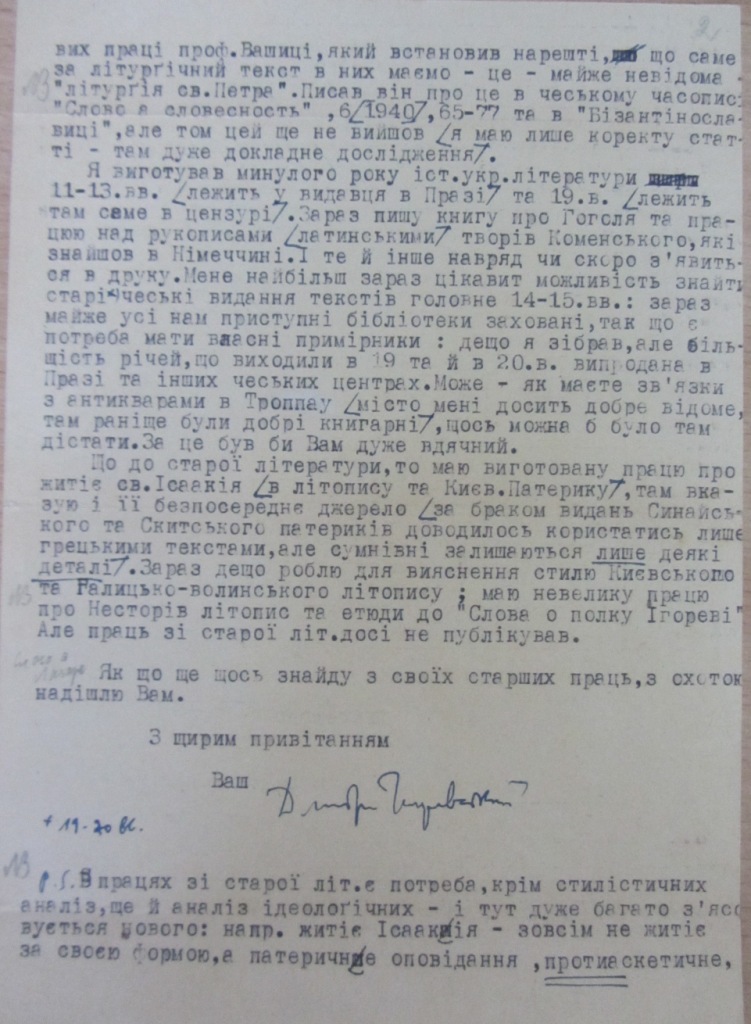 2
вих праці проф.Вашиці,який встановив нарешті, що саме
за літурґічний текст в них маємо - це - майже невідома -
"літурґія св.Петра".Писав він про це в чеському часописі
"Слово а словесность" ,6/1940/,65-77 та в "Бізантіносла-
виці",але том цей ще не вийшов /я маю лише коректу стат-
ті - там дуже докладне дослідження/.
Я виготував минулого року іст.укр.літератури
11-13.вв. /лежить у видавця в Празі/ та 19.в. /лежить
там саме в цензурі/.Зараз пишу книгу про Гоголя та пра-
цюю над рукописами /латинськими/ творів Коменського,які
знайшов в Німеччині.І те й інше навряд чи скоро з'явить-
ся в друку.Мене найбільш зараз цікавит можливість знайти
старі чеські видання текстів головне 14-15.вв.: зараз
майже усі нам приступні бібліотеки заховані,так що є
потреба мати власні примірники : дещо я зібрав,але біль-
щість річей,що виходили в 19 та й в 20.в. випродана в
Празі та інших чеських центрах.Може - як маєте зв'язки
з антикварами в Троппау /місто мені досить добре відоме,
там раніще були добрі книгарні/,щось можна б було там
дістати.За це був би Вам дуже вдячний.
Що до старої літератури,то маю виготовану працю про
житіє св.Ісаакія /в літопису та Києв.Патерику/,там вка-
зую і її безпосереднє джерело /за браком видань Синайсь-
кого та Скитського патериків доводилось користатись лише
грецькими текстами,але сумнівні залишаються лише деякі
деталі/.Зараз дещо роблю для вияснення стилю Київського
та Галицько-волинського літопису ; маю невелику працю
про Несторів літопис та етюди до "Слова о полку Ігореві"
Але праць зі старої літ.досі не публікував.
Як що ще щось знайду з своїх старших праць,з охотою
надішлю Вам.
З щирим привітанням
Ваш Дмитро Чижевський
+ 19-20 вв.
P.S.В працях зі старої літ.є потреба,крім стилістичних
аналіз,ще й аналіз ідеолоґічних - і тут дуже багато з'ясо
вується нового: напр. житіє Ісаакія - зовсім не житіє
за своєю формою,а патеричне оповідання ,протиаскетичне,